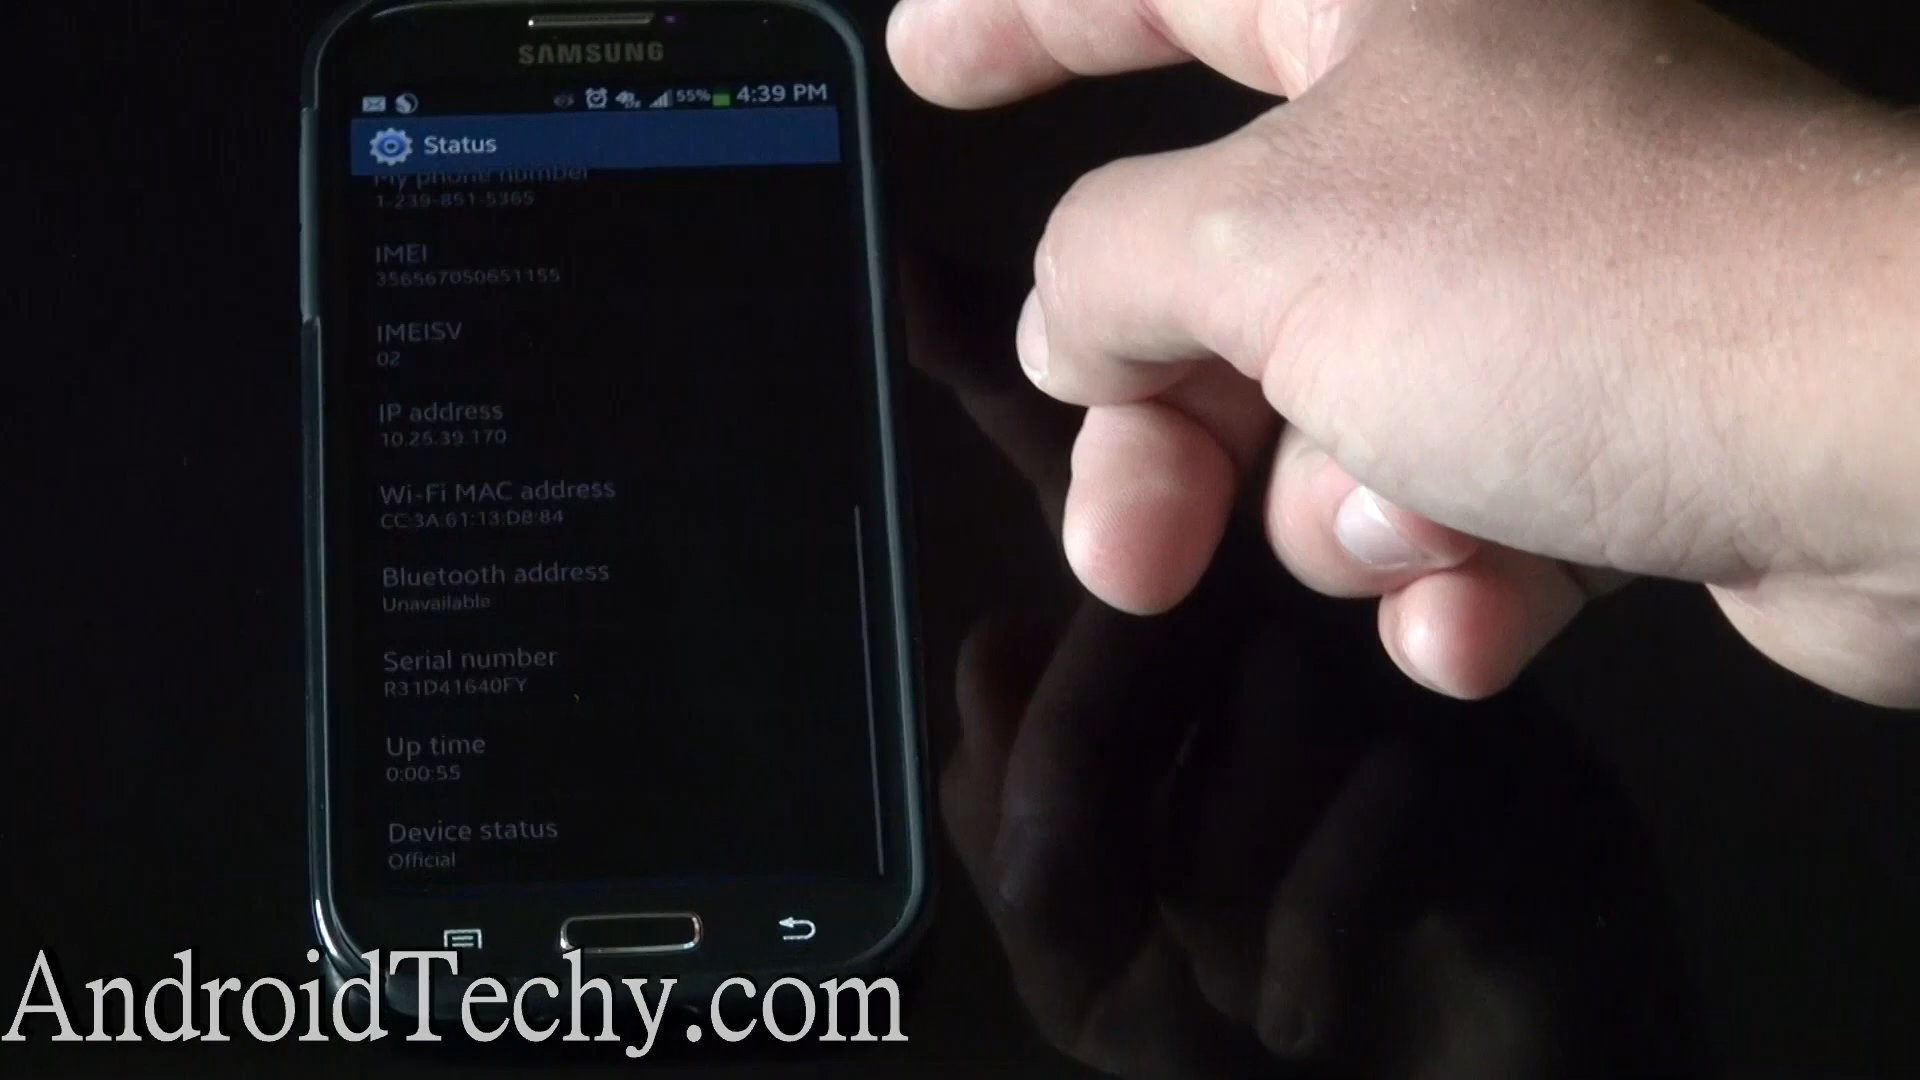 SAMSUNG
55% 4:39 PM
Status
My phone number
1-239-851-5365
IMEI
356567050651155
IMEISV
02
IP address
10.25.39.170
Wi-Fi MAC address
CC:3A:61:13:D8:84
Bluetooth address
Unavailable
Serial number
R31D41640FY
Up time
0:00:55
Device status
Official
AndroidTechy.com